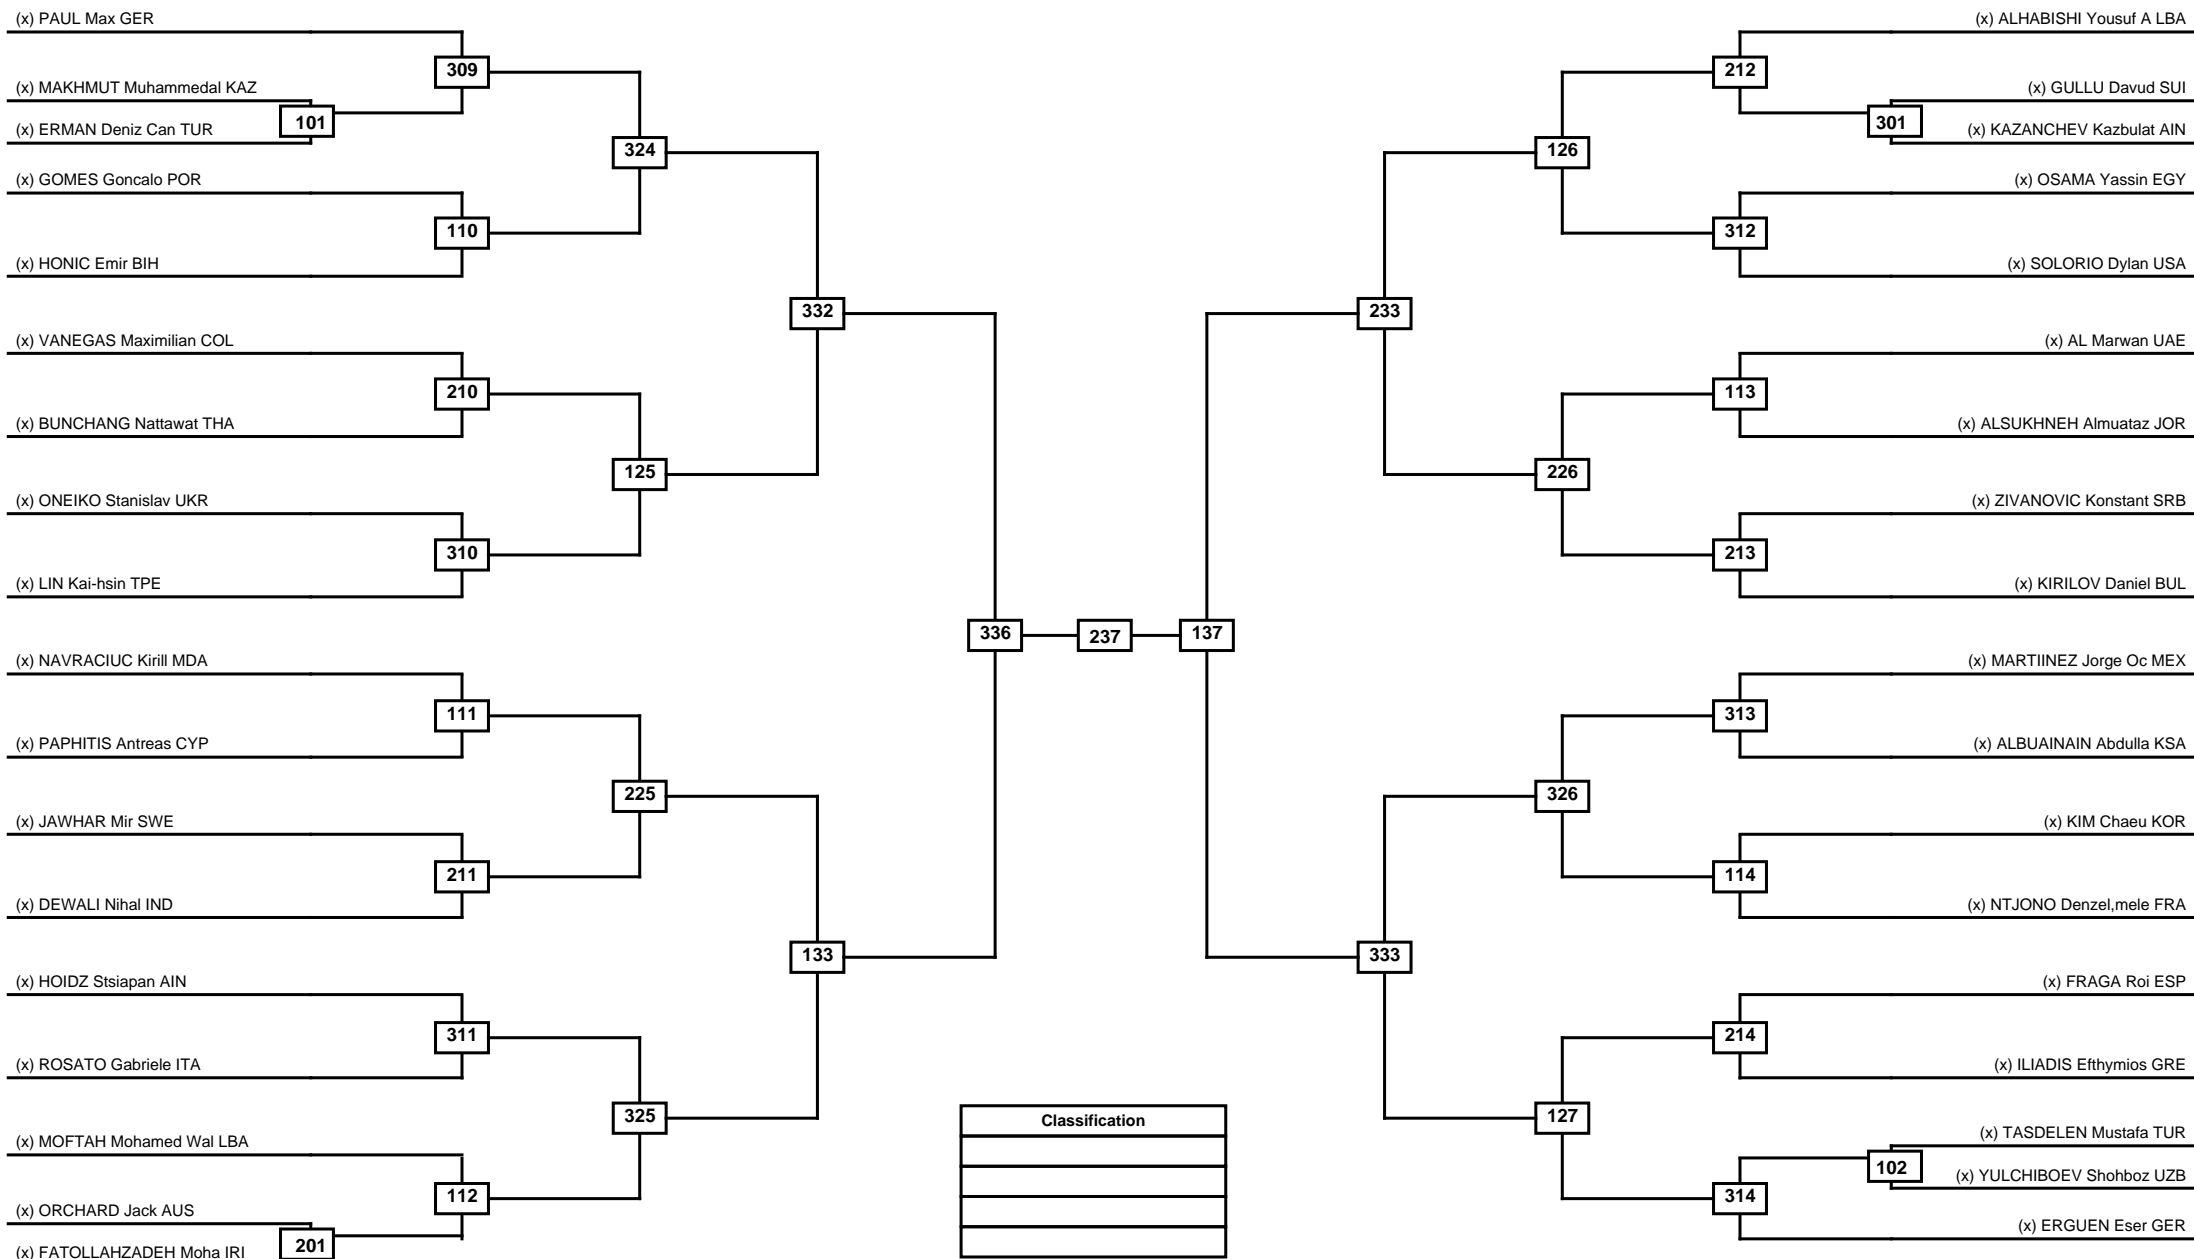 (x) PAUL Max GER
309
(x) MAKHMUT Muhammedal KAZ
101
(x) ERMAN Deniz Can TUR
324
(x) GOMES Goncalo POR
110
(x) HONIC Emir BIH
332
(x) VANEGAS Maximilian COL
210
(x) BUNCHANG Nattawat THA
125
(x) ONEIKO Stanislav UKR
310
(x) LIN Kai-hsin TPE
336
237
137
(x) NAVRACIUC Kirill MDA
111
(x) PAPHITIS Antreas CYP
225
(x) JAWHAR Mir SWE
211
(x) DEWALI Nihal IND
133
(x) HOIDZ Stsiapan AIN
311
(x) ROSATO Gabriele ITA
325
(x) MOFTAH Mohamed Wal LBA
112
(x) ORCHARD Jack AUS
201
(x) FATOLLAHZADEH Moha IRI
Classification
(x) ALHABISHI Yousuf A LBA
212
(x) GULLU Davud SUI
301
(x) KAZANCHEV Kazbulat AIN
126
(x) OSAMA Yassin EGY
312
(x) SOLORIO Dylan USA
233
(x) AL Marwan UAE
113
(x) ALSUKHNEH Almuataz JOR
226
(x) ZIVANOVIC Konstant SRB
213
(x) KIRILOV Daniel BUL
(x) MARTIINEZ Jorge Oc MEX
313
(x) ALBUAINAIN Abdulla KSA
326
(x) KIM Chaeu KOR
114
(x) NTJONO Denzel,mele FRA
333
(x) FRAGA Roi ESP
214
(x) ILIADIS Efthymios GRE
127
(x) TASDELEN Mustafa TUR
102
(x) YULCHIBOEV Shohboz UZB
314
(x) ERGUEN Eser GER